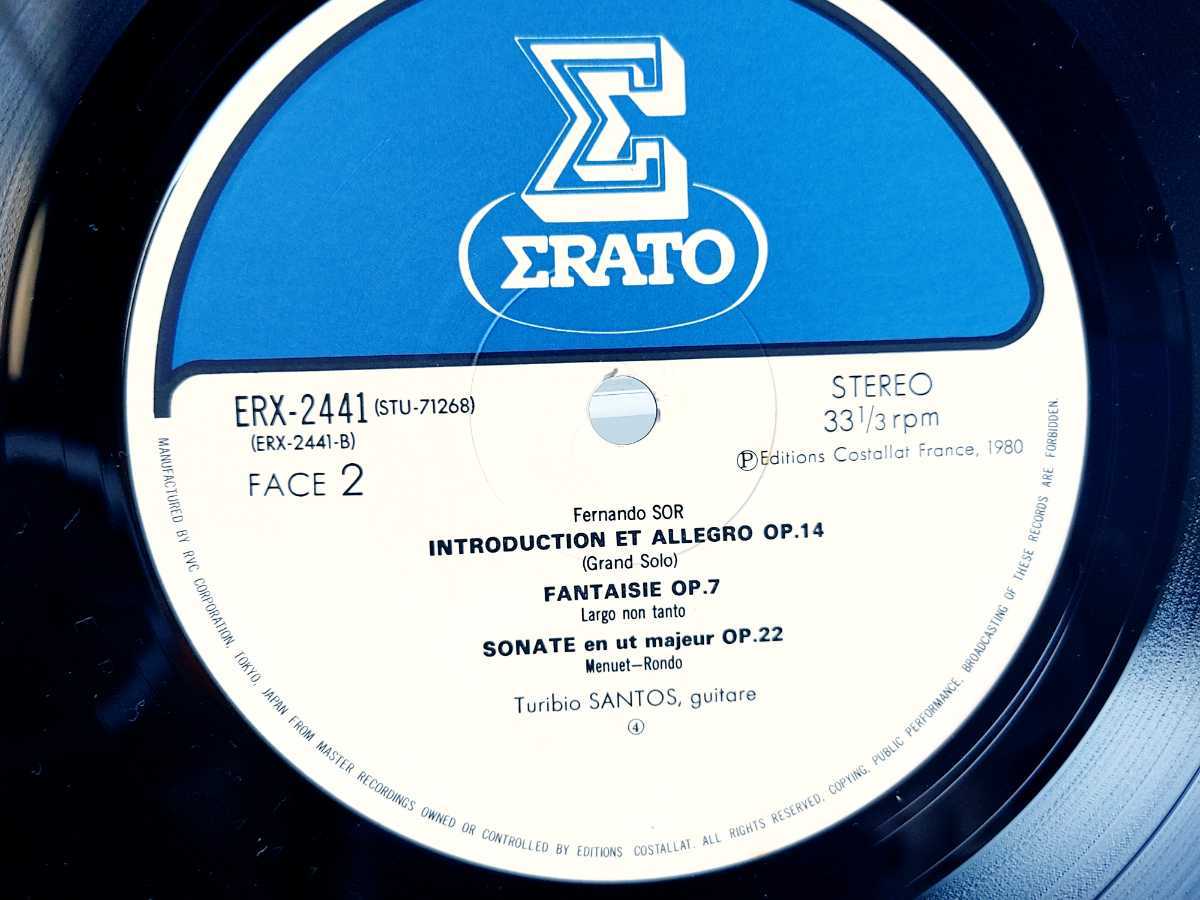 Σ
ΣRATO
ERX-2441 (STU-71268)
(ERX-2441-B)
FACE 2
STEREO
33 1/3 rpm
Ⓟ Editions Costallat France, 1980
Fernando SOR
INTRODUCTION ET ALLEGRO OP.14
(Grand Solo)
FANTAISIE OP.7
Largo non tanto
SONATE en ut majeur OP.22
Menuet–Rondo
Turibio SANTOS, guitare
④
MANUFACTURED BY RVC CORPORATION, TOKYO, JAPAN FROM MASTER RECORDINGS OWNED OR CONTROLLED BY EDITIONS COSTALLAT. ALL RIGHTS RESERVED, COPYING, PUBLIC PERFORMANCE, BROADCASTING OF THESE RECORDS ARE FORBIDDEN.